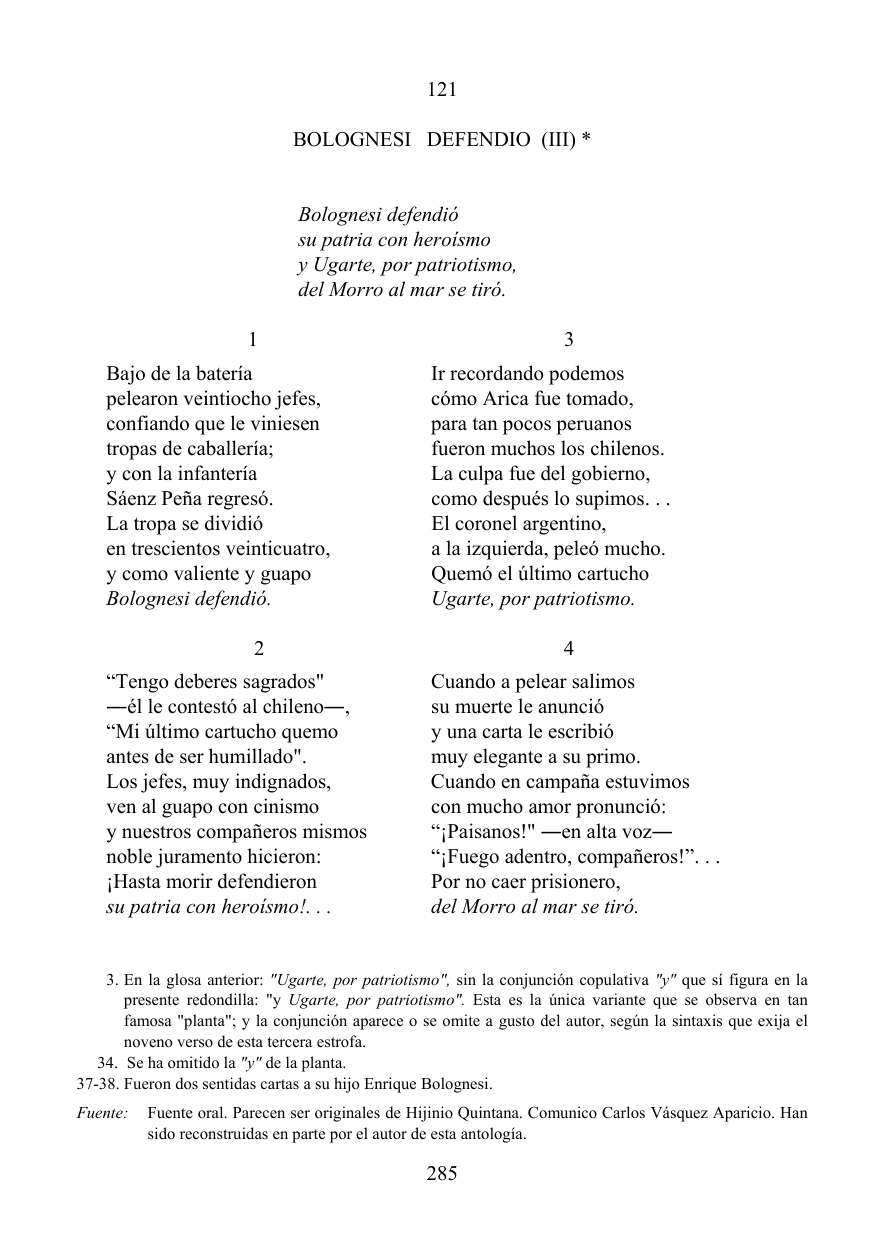 121
BOLOGNESI DEFENDIO (III) *
Bolognesi defendió
su patria con heroísmo
y Ugarte, por patriotismo,
del Morro al mar se tiró.
1
Bajo de la batería
pelearon veintiocho jefes,
confiando que le viniesen
tropas de caballería;
y con la infantería
Sáenz Peña regresó.
La tropa se dividió
en trescientos veinticuatro,
y como valiente y guapo
Bolognesi defendió.
2
“Tengo deberes sagrados"
—él le contestó al chileno—,
“Mi último cartucho quemo
antes de ser humillado".
Los jefes, muy indignados,
ven al guapo con cinismo
y nuestros compañeros mismos
noble juramento hicieron:
¡Hasta morir defendieron
su patria con heroísmo!. . .
3
Ir recordando podemos
cómo Arica fue tomado,
para tan pocos peruanos
fueron muchos los chilenos.
La culpa fue del gobierno,
como después lo supimos. . .
El coronel argentino,
a la izquierda, peleó mucho.
Quemó el último cartucho
Ugarte, por patriotismo.
4
Cuando a pelear salimos
su muerte le anunció
y una carta le escribió
muy elegante a su primo.
Cuando en campaña estuvimos
con mucho amor pronunció:
“¡Paisanos!" —en alta voz—
“¡Fuego adentro, compañeros!”. . .
Por no caer prisionero,
del Morro al mar se tiró.
3. En la glosa anterior: "Ugarte, por patriotismo", sin la conjunción copulativa "y" que sí figura en la
presente redondilla: "y Ugarte, por patriotismo". Esta es la única variante que se observa en tan
famosa "planta"; y la conjunción aparece o se omite a gusto del autor, según la sintaxis que exija el
noveno verso de esta tercera estrofa.
34. Se ha omitido la "y" de la planta.
37-38. Fueron dos sentidas cartas a su hijo Enrique Bolognesi.
Fuente: Fuente oral. Parecen ser originales de Hijinio Quintana. Comunico Carlos Vásquez Aparicio. Han
sido reconstruidas en parte por el autor de esta antología.
285